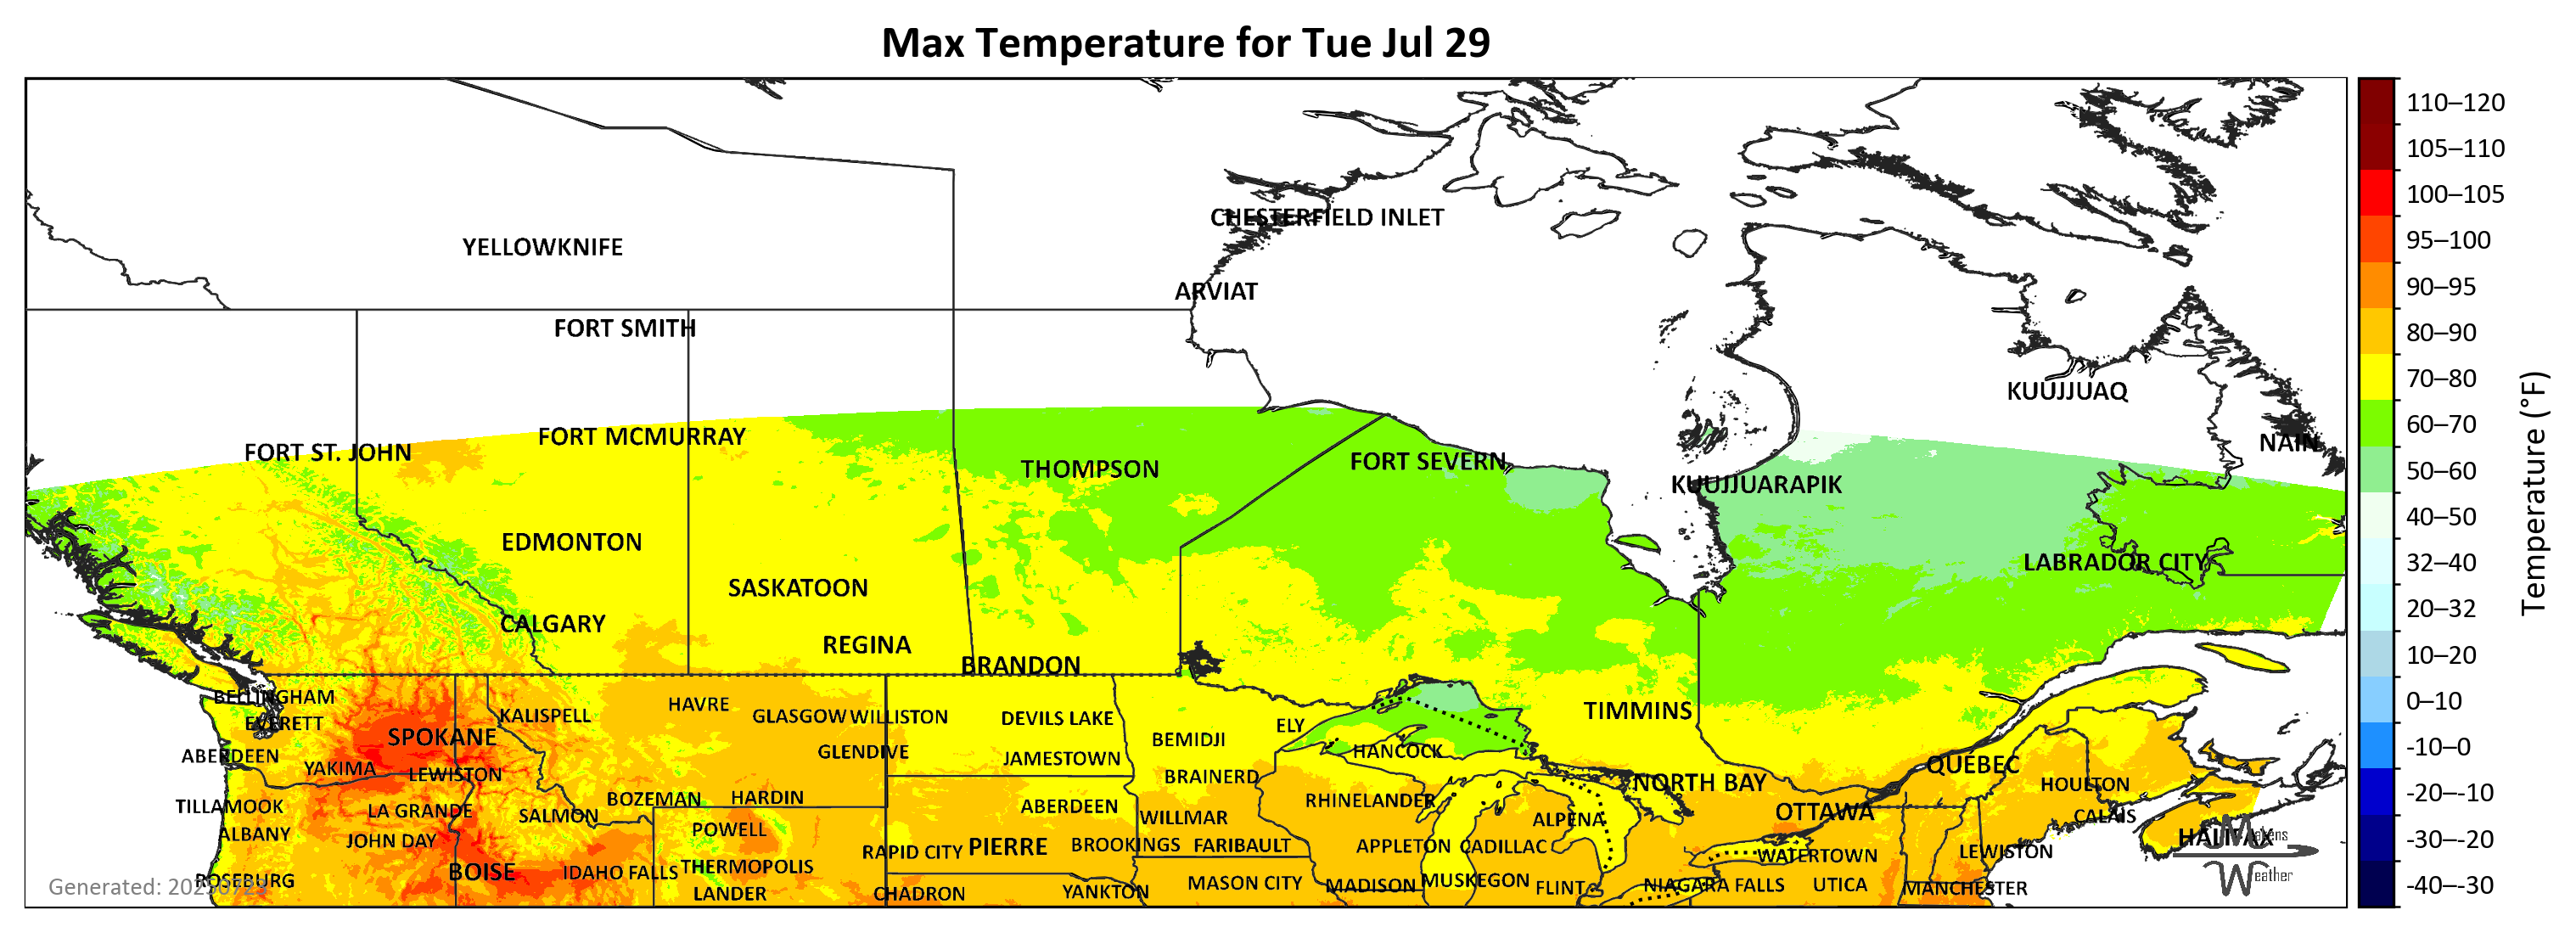 Max Temperature for Tue Jul 29
110–120
105–110
100–105
95–100
90–95
80–90
70–80
60–70
50–60
40–50
32–40
20–32
10–20
0–10
-10–0
-20–-10
-30–-20
-40–-30
Temperature (°F)
CHESTERFIELD INLET
YELLOWKNIFE
ARVIAT
FORT SMITH
KUUJJUAQ
FORT MCMURRAY
NAIN
FORT ST. JOHN
FORT SEVERN
THOMPSON
KUUJJUARAPIK
EDMONTON
LABRADOR CITY
SASKATOON
CALGARY
REGINA
BRANDON
BELLINGHAM
HAVRE
TIMMINS
KALISPELL
GLASGOW
WILLISTON
DEVILS LAKE
EVERETT
ELY
SPOKANE
BEMIDJI
GLENDIVE
HANCOCK
ABERDEEN
JAMESTOWN
QUÉBEC
YAKIMA
LEWISTON
BRAINERD
NORTH BAY
HOULTON
BOZEMAN
HARDIN
RHINELANDER
TILLAMOOK
LA GRANDE
SALMON
ABERDEEN
WILLMAR
ALPENA
OTTAWA
CALAIS
POWELL
ALBANY
JOHN DAY
HALIFAX
Makens
Weather
RAPID CITY
PIERRE
BROOKINGS
FARIBAULT
APPLETON
CADILLAC
WATERTOWN
LEWISTON
BOISE
IDAHO FALLS
THERMOPOLIS
ROSEBURG
MASON CITY
MADISON
MUSKEGON
FLINT
NIAGARA FALLS
UTICA
MANCHESTER
LANDER
CHADRON
YANKTON
Generated: